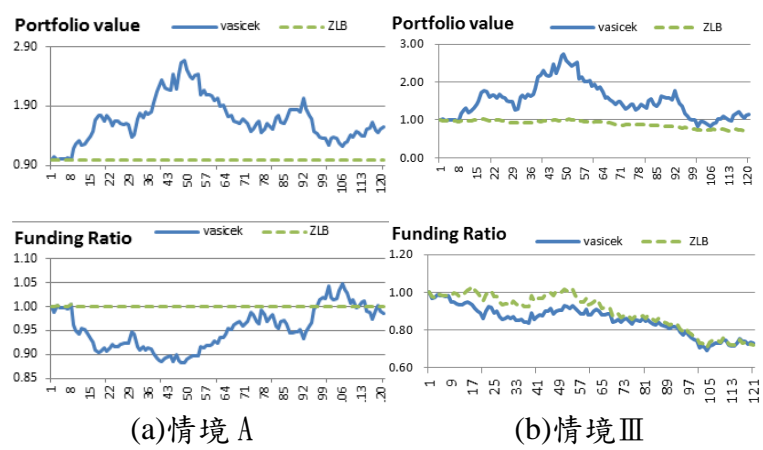 Portfolio value
vasicek
ZLB
2.90
1.90
0.90
1 8 15 22 29 36 43 50 57 64 71 78 85 92 99 106 113 120
Portfolio value
vasicek
ZLB
3.00
2.00
1.00
0.00
1 8 15 22 29 36 43 50 57 64 71 78 85 92 99 106 113 120
Funding Ratio
vasicek
ZLB
1.10
1.05
1.00
0.95
0.90
0.85
1 8 15 22 29 36 43 50 57 64 71 78 85 92 99 .06 .13 .20
Funding Ratio
vasicek
ZLB
1.20
1.00
0.80
0.60
1 9 17 25 33 41 49 57 65 73 81 89 97 105 113 121
(a)情境 A
(b)情境Ⅲ